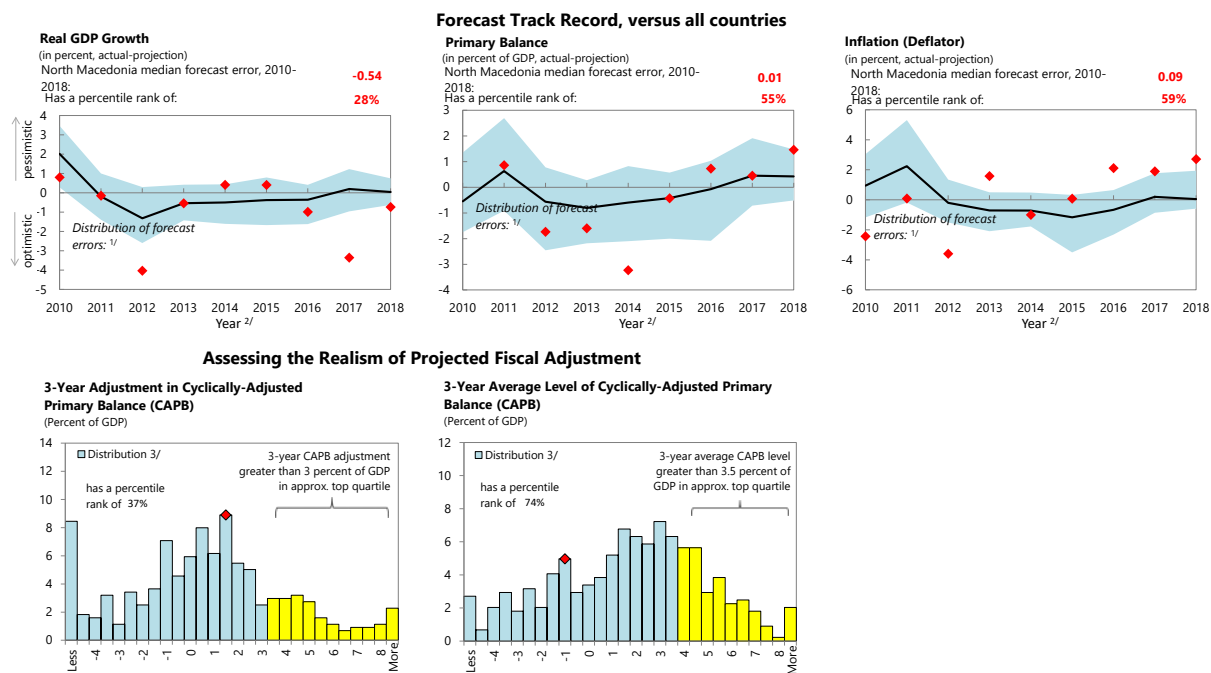 Forecast Track Record, versus all countries
Real GDP Growth
(in percent, actual-projection)
North Macedonia median forecast error, 2010-
2018:
-0.54
Has a percentile rank of:
28%
pessimistic
optimistic
4
3
2
1
0
-1
-2
-3
-4
-5
Distribution of forecast
errors: 1/
2010 2011 2012 2013 2014 2015 2016 2017 2018
Year 2/
Primary Balance
(in percent of GDP, actual-projection)
North Macedonia median forecast error, 2010-
2018:
0.01
Has a percentile rank of:
55%
3
2
1
0
-1
-2
-3
-4
Distribution of forecast
errors: 1/
2010 2011 2012 2013 2014 2015 2016 2017 2018
Year 2/
Inflation (Deflator)
(in percent, actual-projection)
North Macedonia median forecast error, 2010-
2018:
0.09
Has a percentile rank of:
59%
6
4
2
0
-2
-4
-6
Distribution of forecast
errors: 1/
2010 2011 2012 2013 2014 2015 2016 2017 2018
Year 2/
Assessing the Realism of Projected Fiscal Adjustment
3-Year Adjustment in Cyclically-Adjusted
Primary Balance (CAPB)
(Percent of GDP)
14
12
10
8
6
4
2
0
Distribution 3/
has a percentile
rank of 37%
3-year CAPB adjustment
greater than 3 percent of GDP
in approx. top quartile
Less -4 -3 -2 -1 0 1 2 3 4 5 6 7 8 More
3-Year Average Level of Cyclically-Adjusted Primary
Balance (CAPB)
(Percent of GDP)
12
10
8
6
4
2
0
Distribution 3/
has a percentile
rank of 74%
3-year average CAPB level
greater than 3.5 percent of
GDP in approx. top quartile
Less -4 -3 -2 -1 0 1 2 3 4 5 6 7 8 More